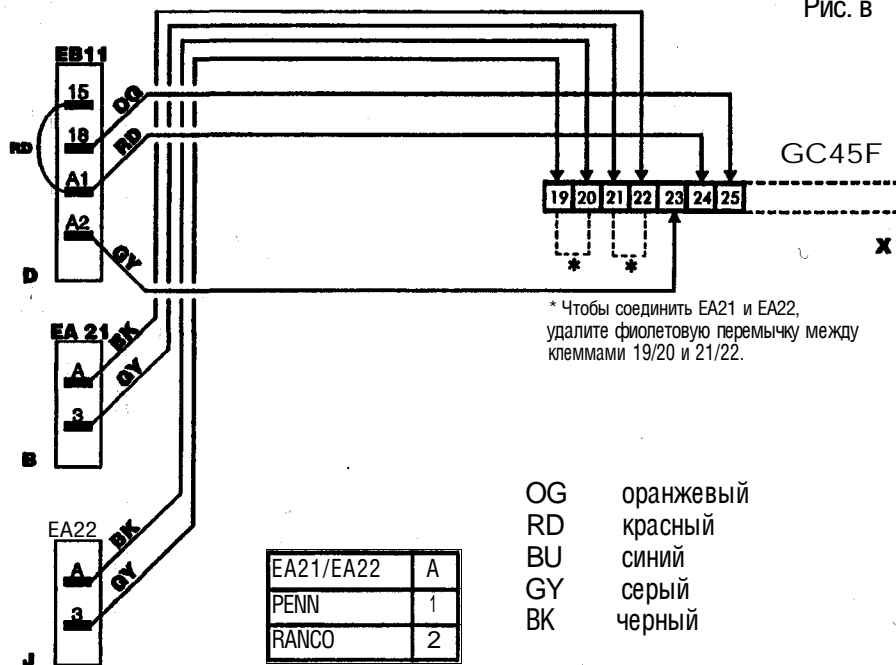 Рис. в
EB11
15
OG
18
RD
RD
A1
A2
GY
D
GC45F
19 20 21 22 23 24 25
X
* *
* Чтобы соединить EA21 и EA22,
удалите фиолетовую перемычку между
клеммами 19/20 и 21/22.
EA 21
A
BK
3
GY
B
EA22
A
BK
3
GY
J
EA21/EA22 A
PENN 1
RANCO 2
OG оранжевый
RD красный
BU синий
GY серый
BK черный